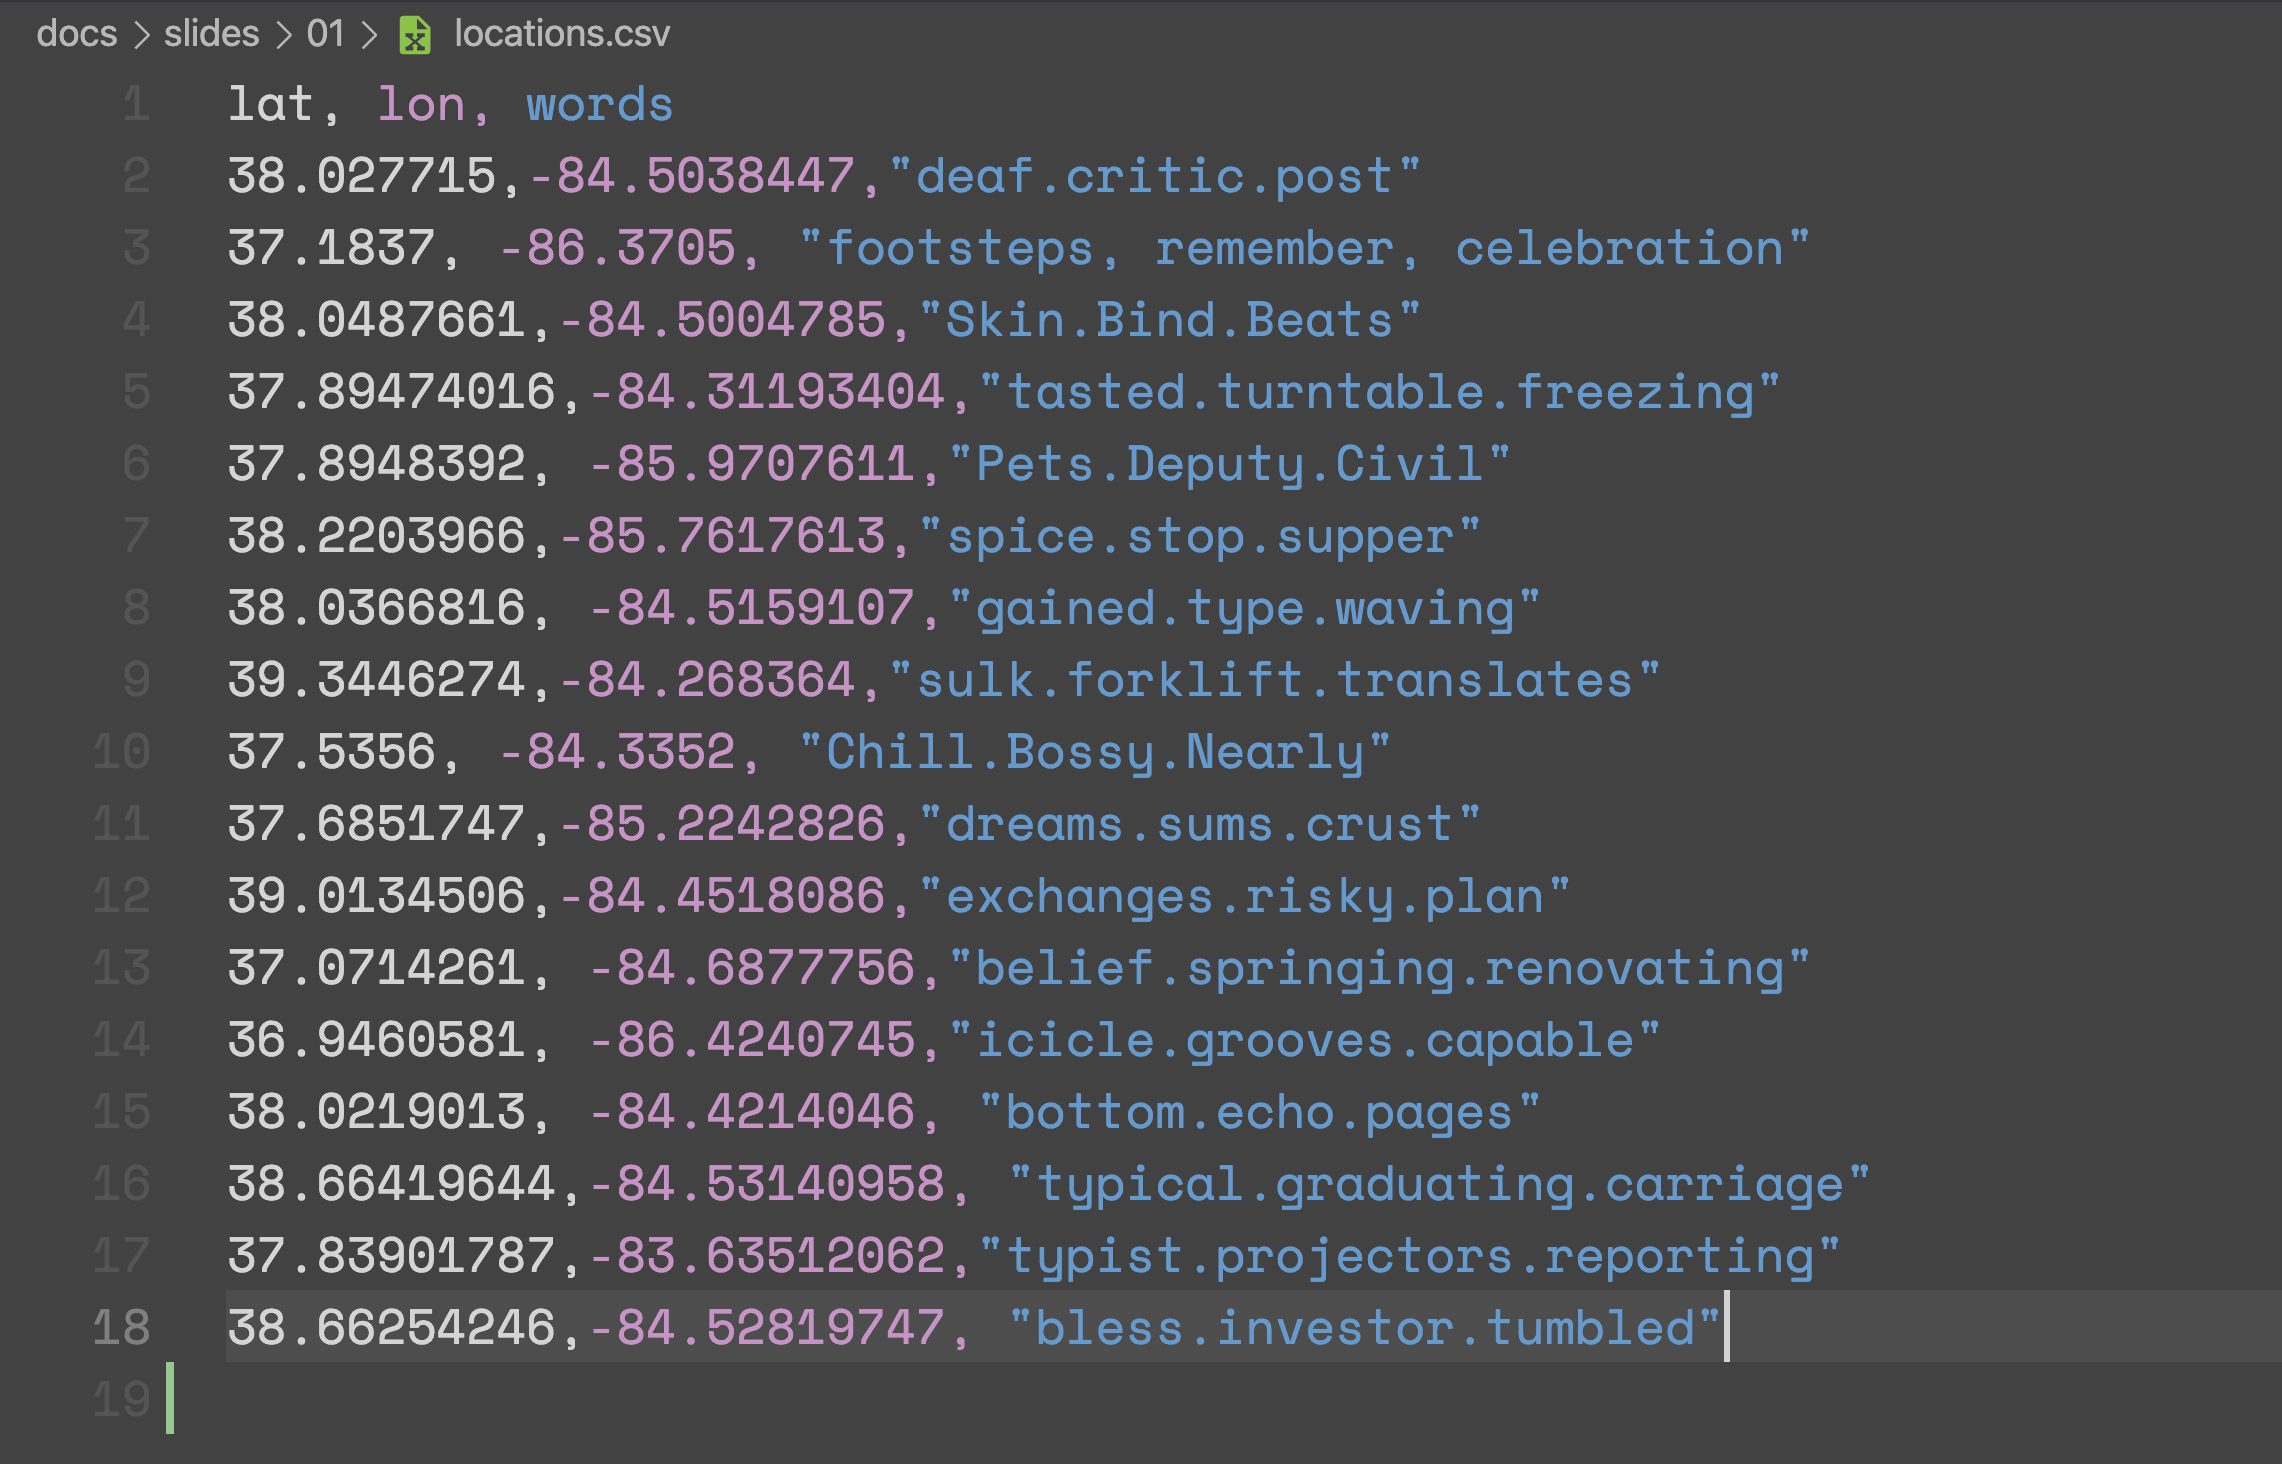 docs > slides > 01 > locations.csv
1 lat, lon, words
2 38.027715,-84.5038447,"deaf.critic.post"
3 37.1837, -86.3705, "footsteps, remember, celebration"
4 38.0487661,-84.5004785,"Skin.Bind.Beats"
5 37.89474016,-84.31193404,"tasted.turntable.freezing"
6 37.8948392, -85.9707611,"Pets.Deputy.Civil"
7 38.2203966,-85.7617613,"spice.stop.supper"
8 38.0366816, -84.5159107,"gained.type.waving"
9 39.3446274,-84.268364,"sulk.forklift.translates"
10 37.5356, -84.3352, "Chill.Bossy.Nearly"
11 37.6851747,-85.2242826,"dreams.sums.crust"
12 39.0134506,-84.4518086,"exchanges.risky.plan"
13 37.0714261, -84.6877756,"belief.springing.renovating"
14 36.9460581, -86.4240745,"icicle.grooves.capable"
15 38.0219013, -84.4214046, "bottom.echo.pages"
16 38.66419644,-84.53140958, "typical.graduating.carriage"
17 37.83901787,-83.63512062,"typist.projectors.reporting"
18 38.66254246,-84.52819747, "bless.investor.tumbled"
19